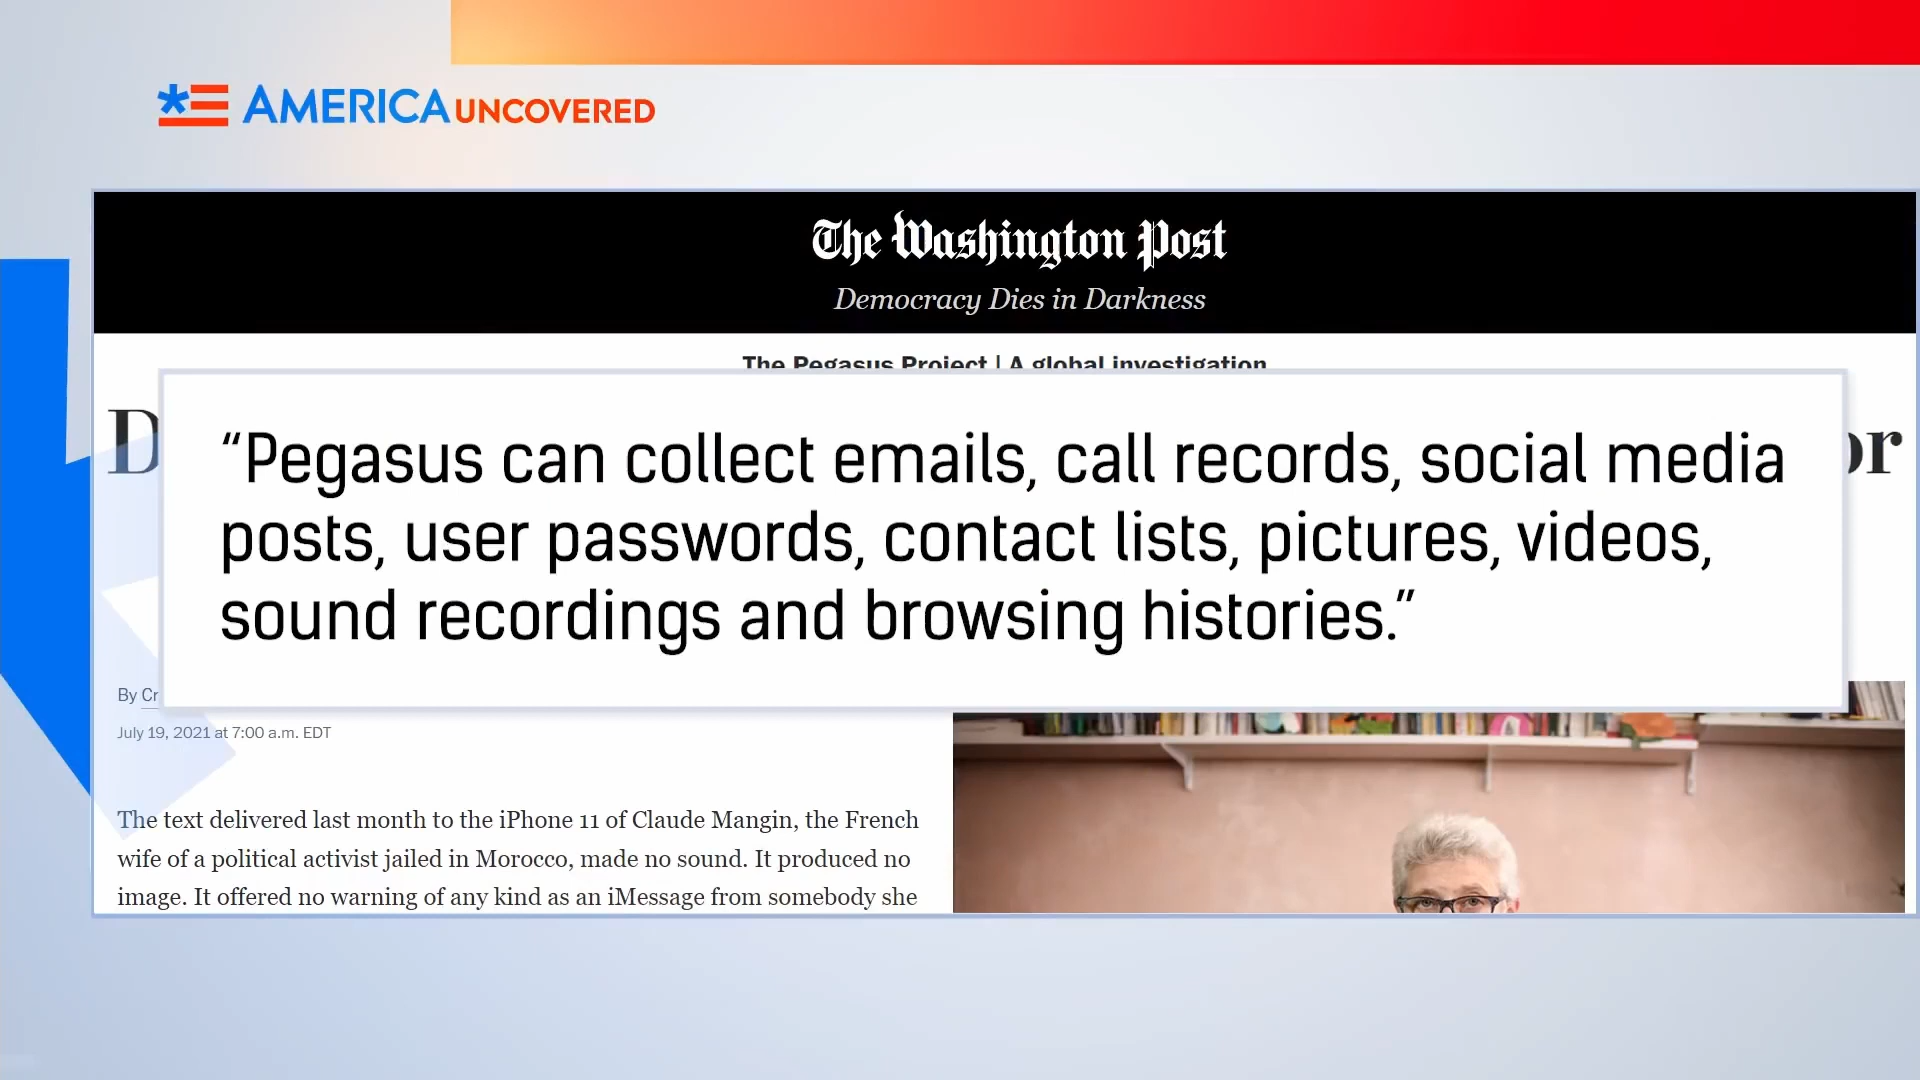 AMERICA UNCOVERED
The Washington Post
Democracy Dies in Darkness
The Pegasus Project | A global investigation
“Pegasus can collect emails, call records, social media
posts, user passwords, contact lists, pictures, videos,
sound recordings and browsing histories.”
By
July 19, 2021 at 7:00 a.m. EDT
The text delivered last month to the iPhone 11 of Claude Mangin, the French
wife of a political activist jailed in Morocco, made no sound. It produced no
image. It offered no warning of any kind as an iMessage from somebody she